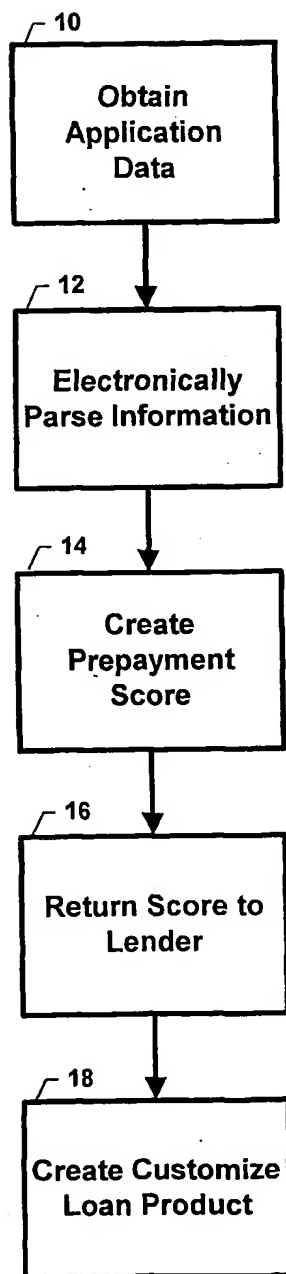 10
Obtain
Application
Data
12
Electronically
Parse Information
14
Create
Prepayment
Score
16
Return Score to
Lender
18
Create Customize
Loan Product